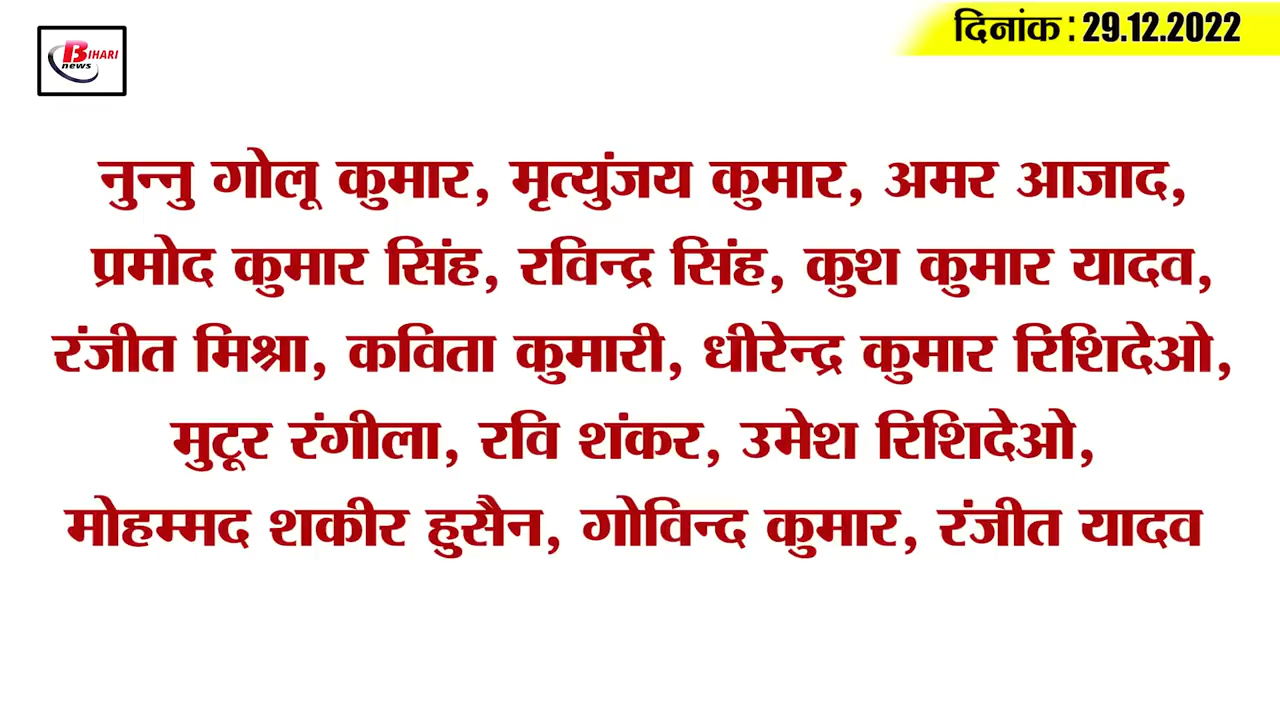 BIHARI
news
दिनांक : 29.12.2022
नुन्नु गोलू कुमार, मृत्युंजय कुमार, अमर आजाद,
प्रमोद कुमार सिंह, रविन्द्र सिंह, कुश कुमार यादव,
रंजीत मिश्रा, कविता कुमारी, धीरेन्द्र कुमार रिशिदेओ,
मुटूर रंगीला, रवि शंकर, उमेश रिशिदेओ,
मोहम्मद शकीर हुसैन, गोविन्द कुमार, रंजीत यादव